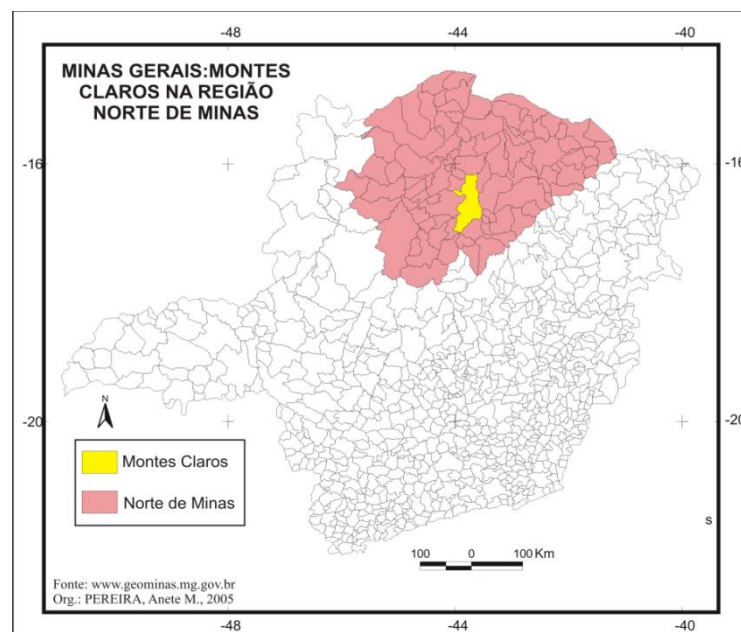 -48
-44
-40
MINAS GERAIS:MONTES
CLAROS NA REGIÃO
NORTE DE MINAS
-16
-16
N
-20
-20
Montes Claros
Norte de Minas
S
100 0 100 Km
Fonte: www.geominas.mg.gov.br
Org.: PEREIRA, Anete M., 2005
-48
-44
-40